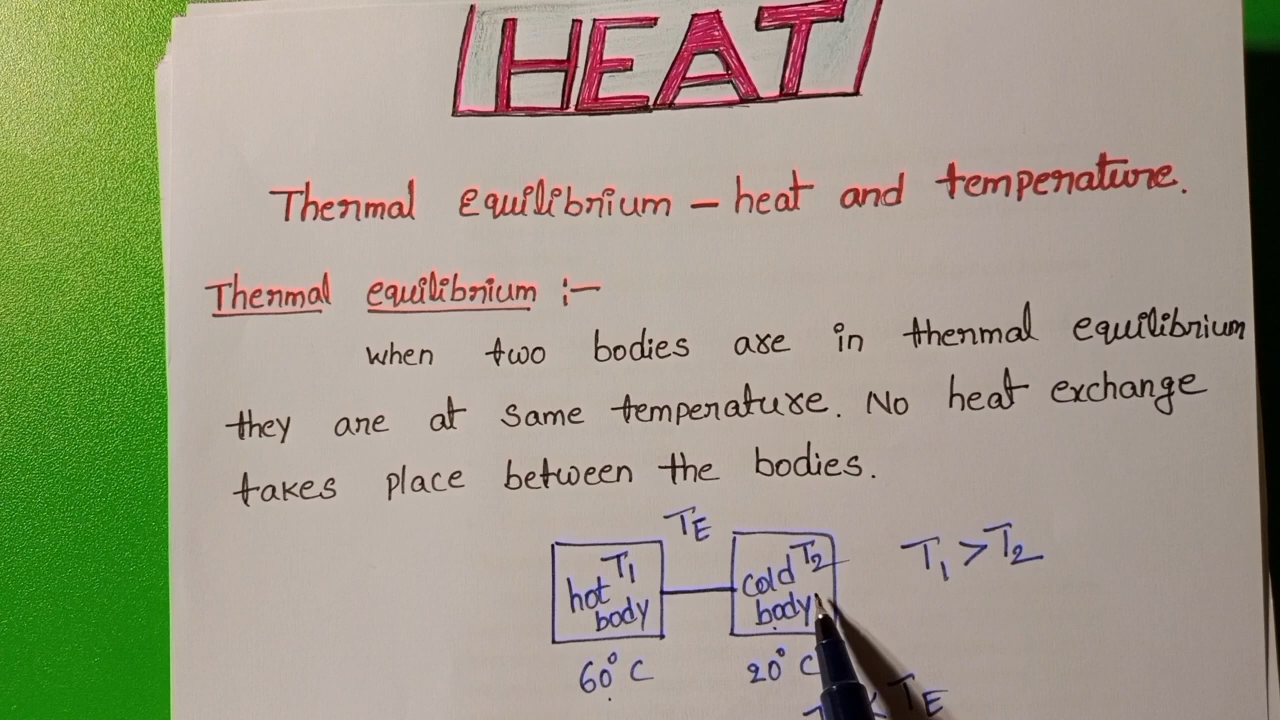 HEAT
Thermal equilibrium - heat and temperature.
Thermal equilibrium :-
when two bodies are in thermal equilibrium
they are at same temperature. No heat exchange
takes place between the bodies.
TE
hot T1 body
cold T2 body
T1 > T2
60° C
20° C
TE